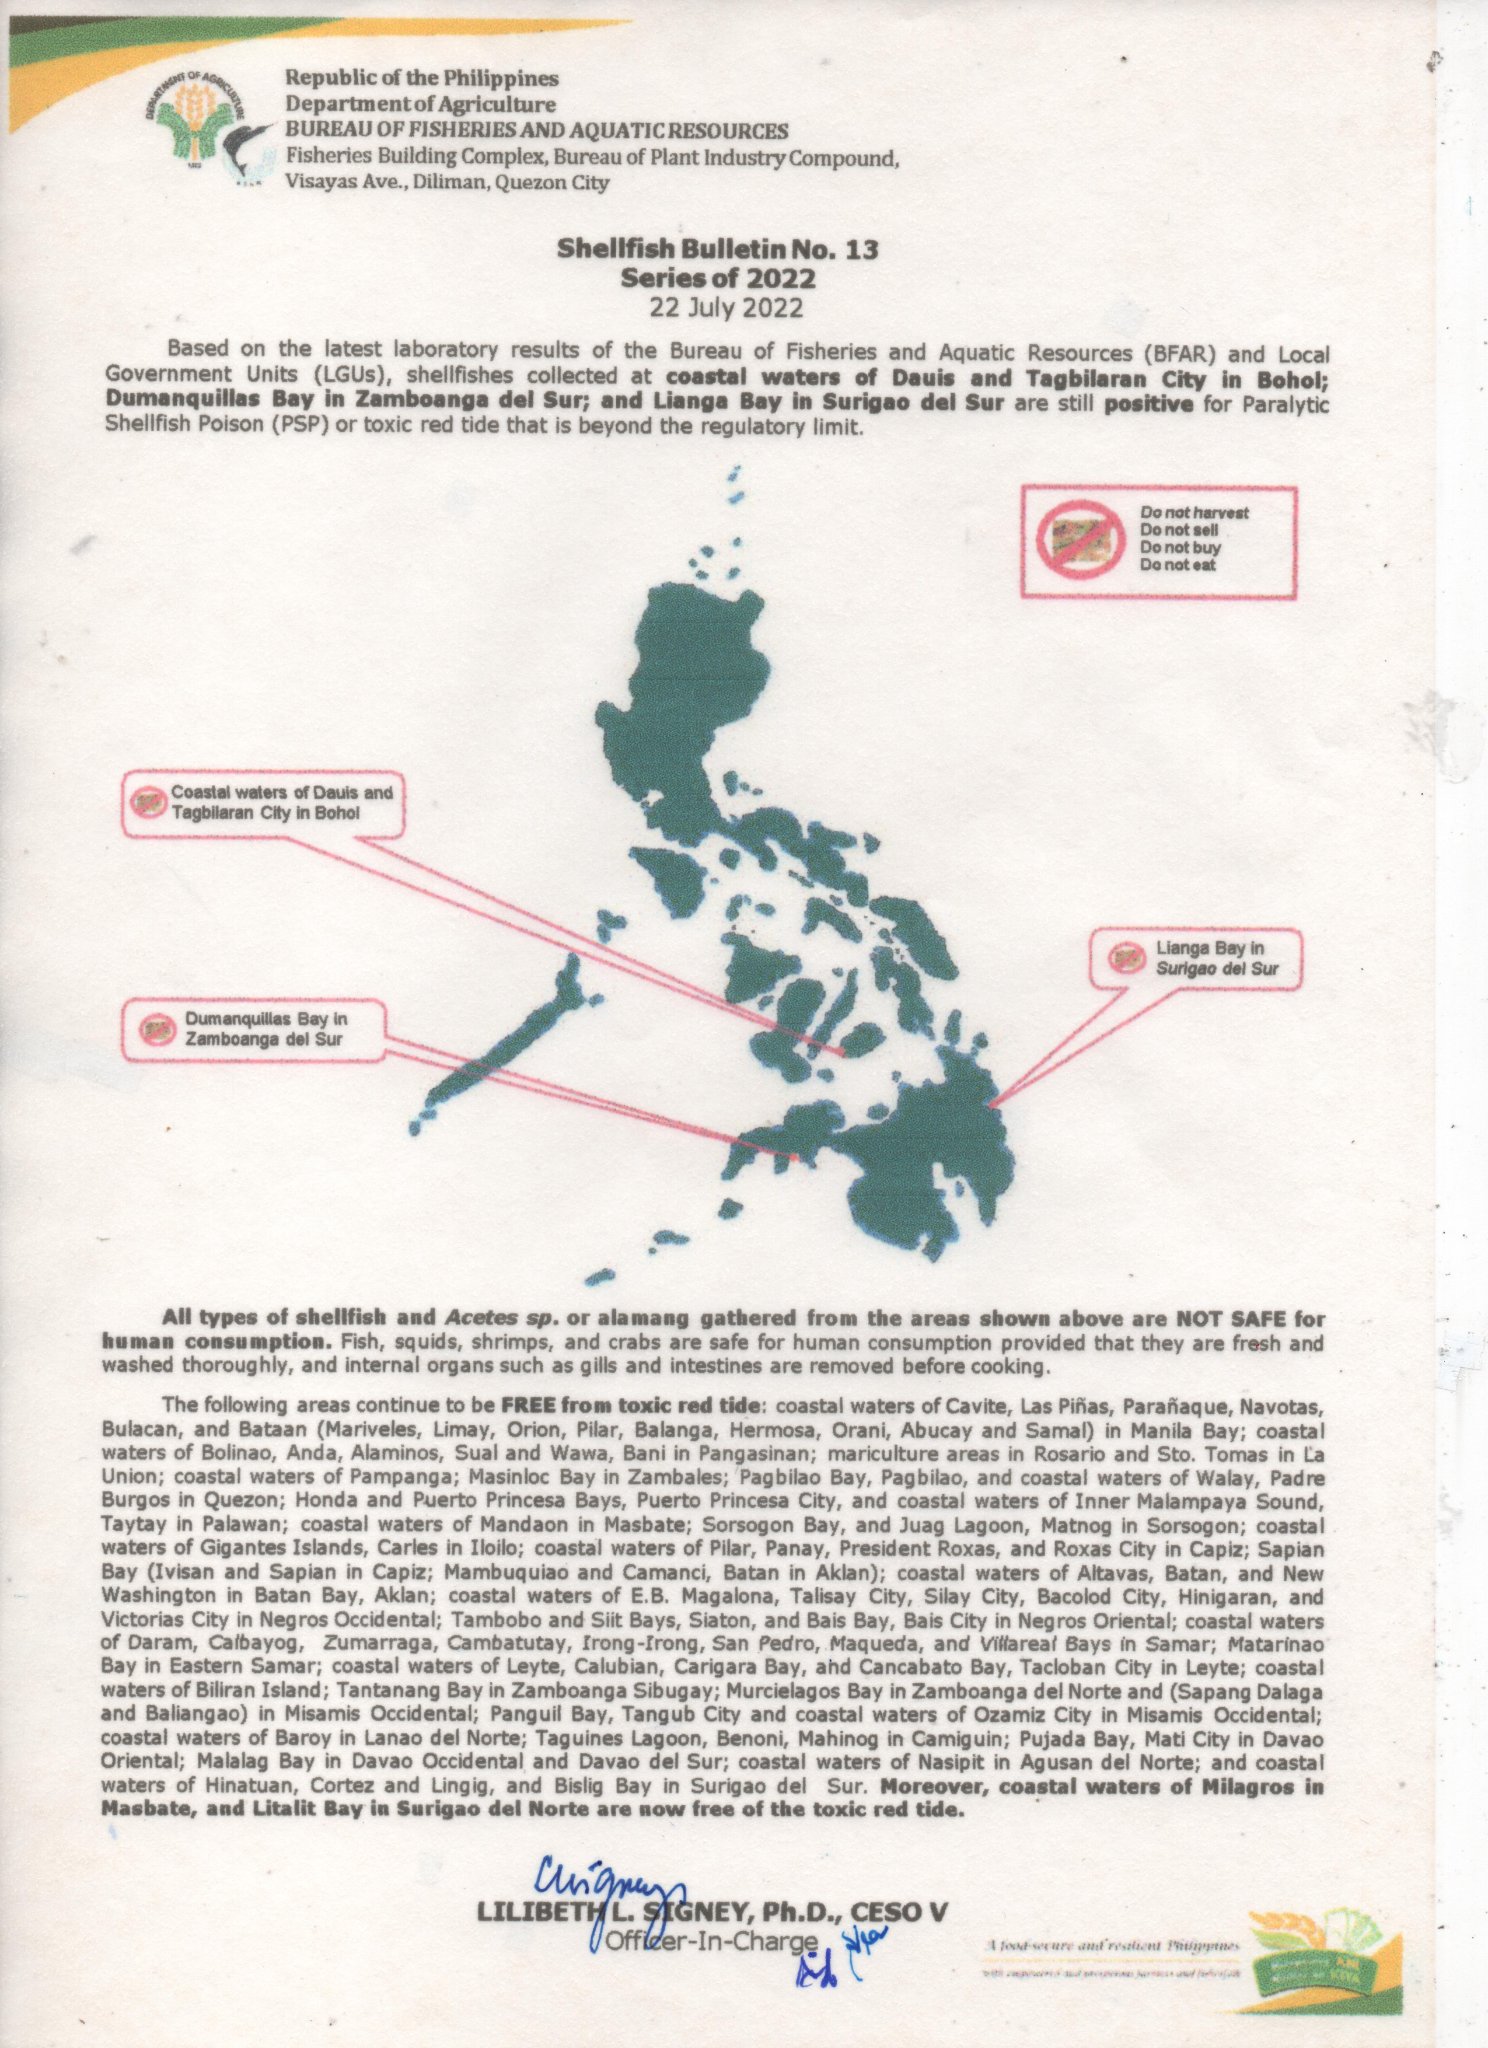 DEPARTMENT OF AGRICULTURE
Republic of the Philippines
Department of Agriculture
BUREAU OF FISHERIES AND AQUATIC RESOURCES
Fisheries Building Complex, Bureau of Plant Industry Compound,
Visayas Ave., Diliman, Quezon City
Shellfish Bulletin No. 13
Series of 2022
22 July 2022
Based on the latest laboratory results of the Bureau of Fisheries and Aquatic Resources (BFAR) and Local
Government Units (LGUs), shellfishes collected at coastal waters of Dauis and Tagbilaran City in Bohol;
Dumanquillas Bay in Zamboanga del Sur; and Lianga Bay in Surigao del Sur are still positive for Paralytic
Shellfish Poison (PSP) or toxic red tide that is beyond the regulatory limit.
Do not harvest
Do not sell
Do not buy
Do not eat
Coastal waters of Dauis and
Tagbilaran City in Bohol
Lianga Bay in
Surigao del Sur
Dumanquillas Bay in
Zamboanga del Sur
All types of shellfish and Acetes sp. or alamang gathered from the areas shown above are NOT SAFE for
human consumption. Fish, squids, shrimps, and crabs are safe for human consumption provided that they are fresh and
washed thoroughly, and internal organs such as gills and intestines are removed before cooking.
The following areas continue to be FREE from toxic red tide: coastal waters of Cavite, Las Piñas, Parañaque, Navotas,
Bulacan, and Bataan (Mariveles, Limay, Orion, Pilar, Balanga, Hermosa, Orani, Abucay and Samal) in Manila Bay; coastal
waters of Bolinao, Anda, Alaminos, Sual and Wawa, Bani in Pangasinan; mariculture areas in Rosario and Sto. Tomas in La
Union; coastal waters of Pampanga; Masinloc Bay in Zambales; Pagbilao Bay, Pagbilao, and coastal waters of Walay, Padre
Burgos in Quezon; Honda and Puerto Princesa Bays, Puerto Princesa City, and coastal waters of Inner Malampaya Sound,
Taytay in Palawan; coastal waters of Mandaon in Masbate; Sorsogon Bay, and Juag Lagoon, Matnog in Sorsogon; coastal
waters of Gigantes Islands, Carles in Iloilo; coastal waters of Pilar, Panay, President Roxas, and Roxas City in Capiz; Sapian
Bay (Ivisan and Sapian in Capiz; Mambuquiao and Camanci, Batan in Aklan); coastal waters of Altavas, Batan, and New
Washington in Batan Bay, Aklan; coastal waters of E.B. Magalona, Talisay City, Silay City, Bacolod City, Hinigaran, and
Victorias City in Negros Occidental; Tambobo and Siit Bays, Siaton, and Bais Bay, Bais City in Negros Oriental; coastal waters
of Daram, Calbayog, Zumarraga, Cambatutay, Irong-Irong, San Pedro, Maqueda, and Villareal Bays in Samar; Matarinao
Bay in Eastern Samar; coastal waters of Leyte, Calubian, Carigara Bay, and Cancabato Bay, Tacloban City in Leyte; coastal
waters of Biliran Island; Tantanang Bay in Zamboanga Sibugay; Murcielagos Bay in Zamboanga del Norte and (Sapang Dalaga
and Baliangao) in Misamis Occidental; Panguil Bay, Tangub City and coastal waters of Ozamiz City in Misamis Occidental;
coastal waters of Baroy in Lanao del Norte; Taguines Lagoon, Benoni, Mahinog in Camiguin; Pujada Bay, Mati City in Davao
Oriental; Malalag Bay in Davao Occidental and Davao del Sur; coastal waters of Nasipit in Agusan del Norte; and coastal
waters of Hinatuan, Cortez and Lingig, and Bislig Bay in Surigao del Sur. Moreover, coastal waters of Milagros in
Masbate, and Litalit Bay in Surigao del Norte are now free of the toxic red tide.
LILIBETH L. SIGNEY, Ph.D., CESO V
Officer-In-Charge
A food-secure and resilient Philippines
with empowered and prosperous farmers and fisherfolk